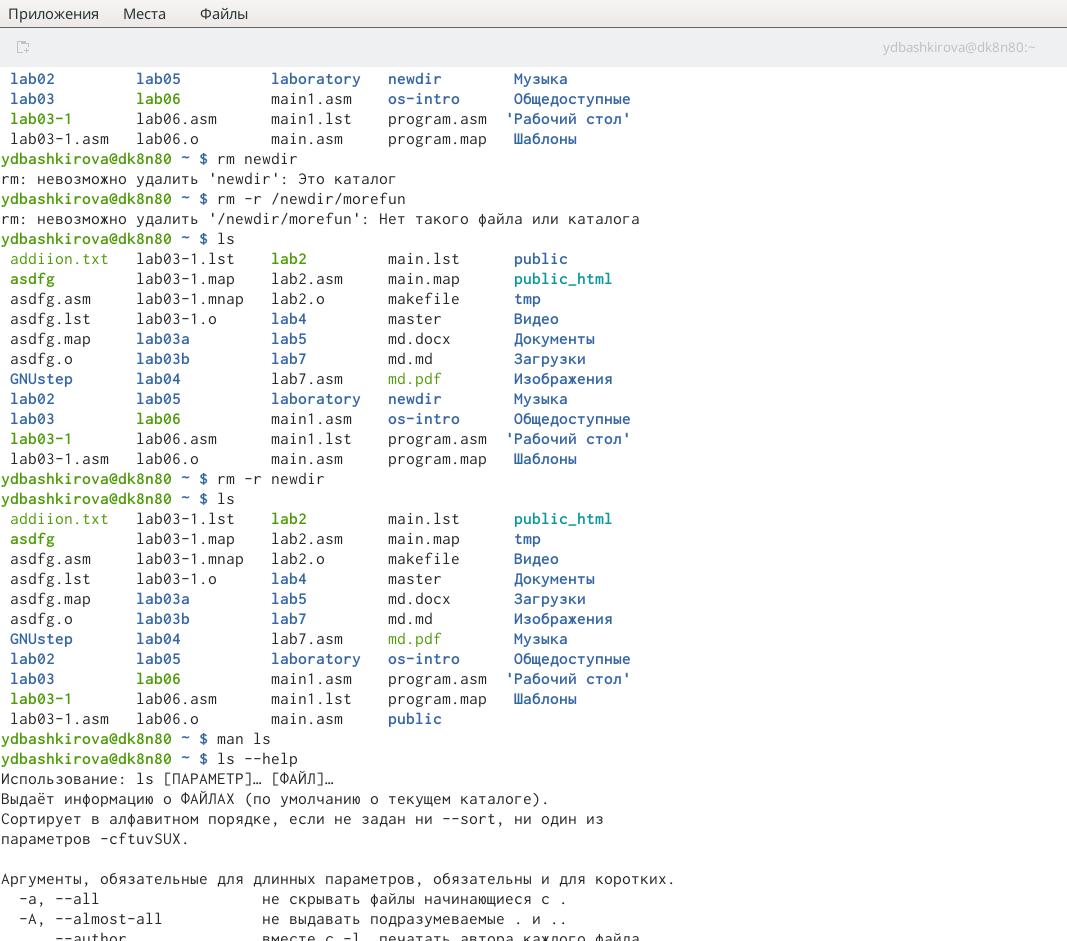 Приложения Места Файлы
ydbashkirova@dk8n80:~
lab02 lab05 laboratory newdir Музыка
lab03 lab06 main1.asm os-intro Общедоступные
lab03-1 lab06.asm main1.lst program.asm 'Рабочий стол'
lab03-1.asm lab06.o main.asm program.map Шаблоны
ydbashkirova@dk8n80 ~ $ rm newdir
rm: невозможно удалить 'newdir': Это каталог
ydbashkirova@dk8n80 ~ $ rm -r /newdir/morefun
rm: невозможно удалить '/newdir/morefun': Нет такого файла или каталога
ydbashkirova@dk8n80 ~ $ ls
addiion.txt lab03-1.lst lab2 main.lst public
asdfg lab03-1.map lab2.asm main.map public_html
asdfg.asm lab03-1.mnap lab2.o makefile tmp
asdfg.lst lab03-1.o lab4 master Видео
asdfg.map lab03a lab5 md.docx Документы
asdfg.o lab03b lab7 md.md Загрузки
GNUstep lab04 lab7.asm md.pdf Изображения
lab02 lab05 laboratory newdir Музыка
lab03 lab06 main1.asm os-intro Общедоступные
lab03-1 lab06.asm main1.lst program.asm 'Рабочий стол'
lab03-1.asm lab06.o main.asm program.map Шаблоны
ydbashkirova@dk8n80 ~ $ rm -r newdir
ydbashkirova@dk8n80 ~ $ ls
addiion.txt lab03-1.lst lab2 main.lst public_html
asdfg lab03-1.map lab2.asm main.map tmp
asdfg.asm lab03-1.mnap lab2.o makefile Видео
asdfg.lst lab03-1.o lab4 master Документы
asdfg.map lab03a lab5 md.docx Загрузки
asdfg.o lab03b lab7 md.md Изображения
GNUstep lab04 lab7.asm md.pdf Музыка
lab02 lab05 laboratory os-intro Общедоступные
lab03 lab06 main1.asm program.asm 'Рабочий стол'
lab03-1 lab06.asm main1.lst program.map Шаблоны
lab03-1.asm lab06.o main.asm public
ydbashkirova@dk8n80 ~ $ man ls
ydbashkirova@dk8n80 ~ $ ls --help
Использование: ls [ПАРАМЕТР]… [ФАЙЛ]…
Выдаёт информацию о ФАЙЛАХ (по умолчанию о текущем каталоге).
Сортирует в алфавитном порядке, если не задан ни --sort, ни один из
параметров -cftuvSUX.
Аргументы, обязательные для длинных параметров, обязательны и для коротких.
-a, --all не скрывать файлы начинающиеся с .
-A, --almost-all не выдавать подразумеваемые . и ..
--author вместе с -l, печатать автора каждого файла